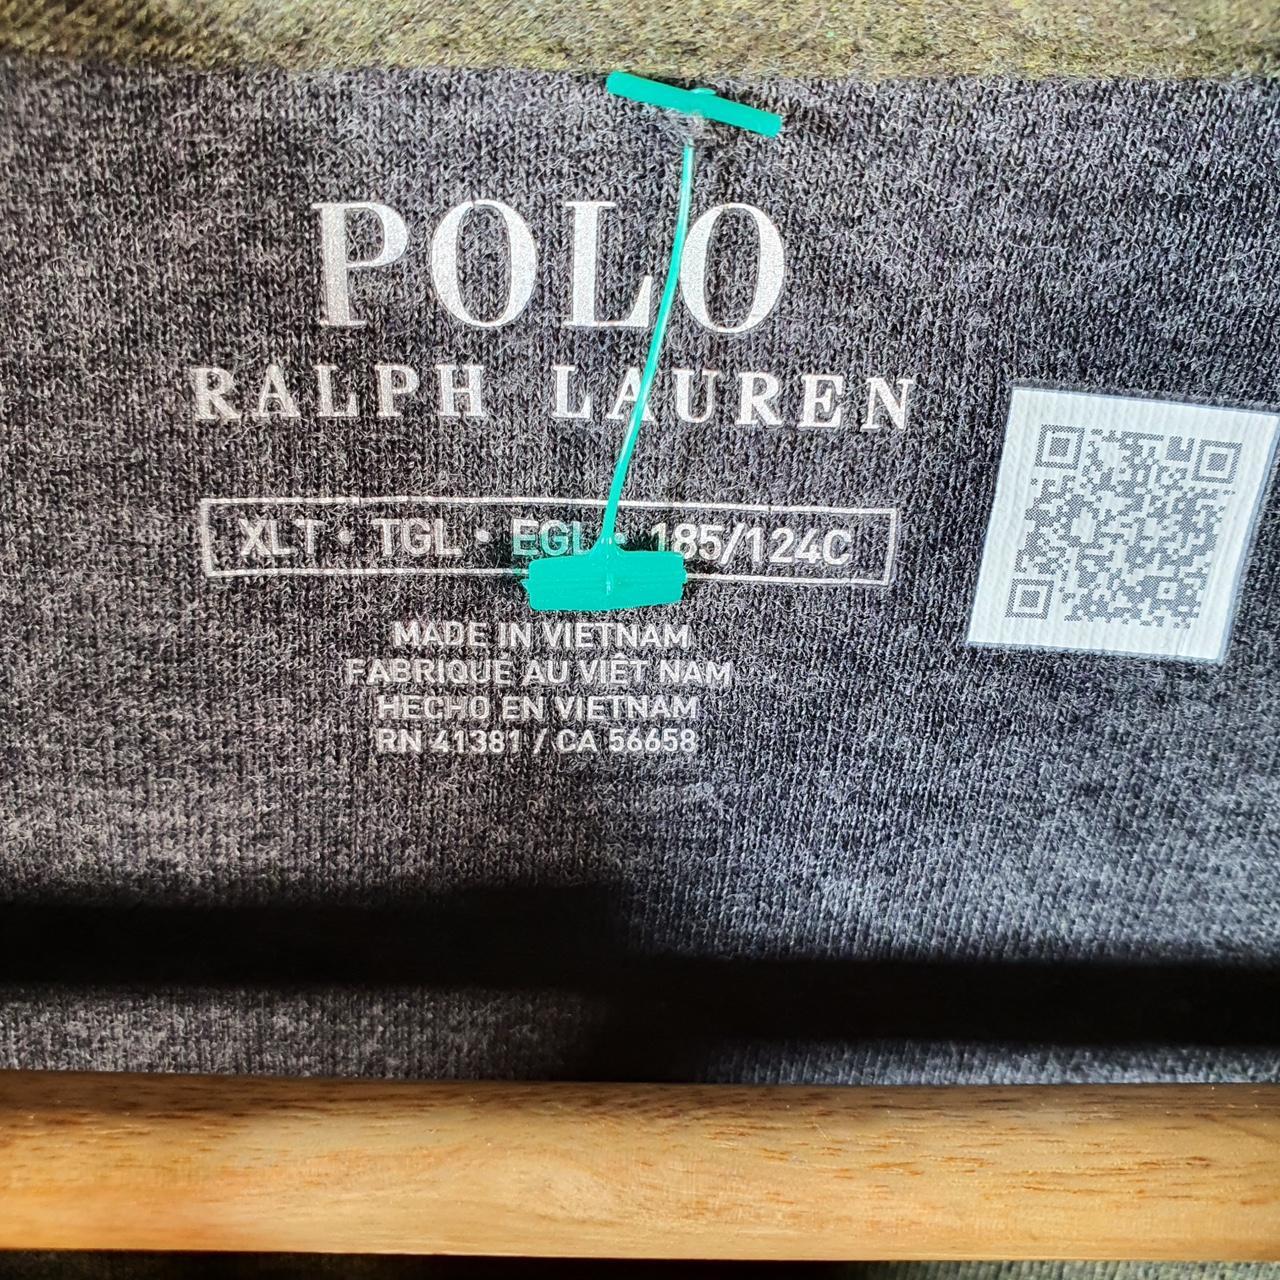 POLO
RALPH LAUREN
XLT • TGL • EGL • 185/124C
MADE IN VIETNAM
FABRIQUE AU VIÊT NAM
HECHO EN VIETNAM
RN 41381 / CA 56658